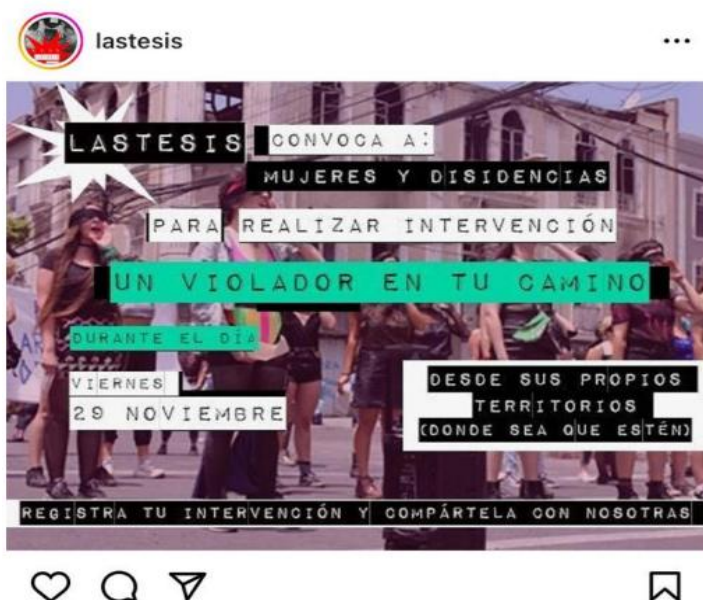 lastesis
LASTESIS CONVOCA A:
MUJERES Y DISIDENCIAS
PARA REALIZAR INTERVENCIÓN
UN VIOLADOR EN TU CAMINO
DURANTE EL DÍA
VIERNES
29 NOVIEMBRE
DESDE SUS PROPIOS
TERRITORIOS
(DONDE SEA QUE ESTÉN)
REGISTRA TU INTERVENCIÓN Y COMPÁRTELA CON NOSOTRAS